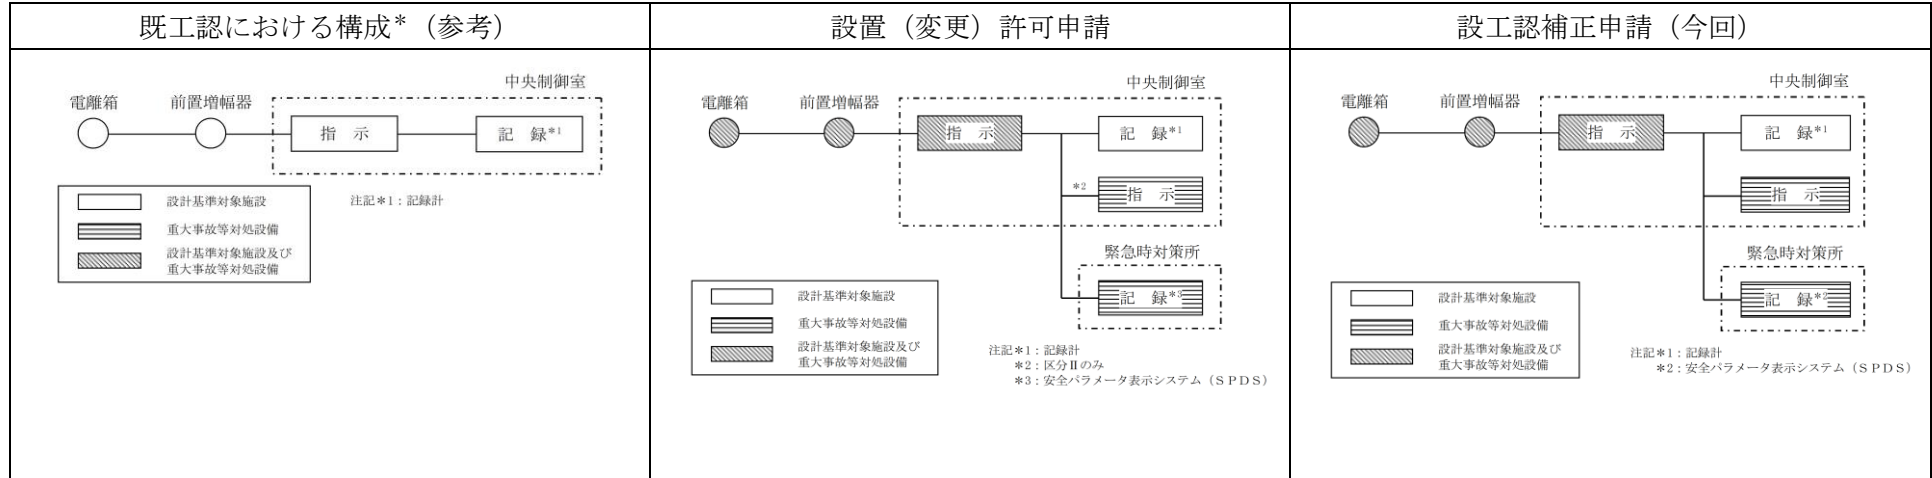 既工認における構成*（参考）
設置（変更）許可申請
設工認補正申請（今回）
中央制御室
電離箱
前置増幅器
指　示
記　録*1
設計基準対象施設
重大事故等対処設備
設計基準対象施設及び
重大事故等対処設備
注記＊1：記録計
中央制御室
電離箱
前置増幅器
指　示
記　録*1
*2
指　示
緊急時対策所
記　録*3
設計基準対象施設
重大事故等対処設備
設計基準対象施設及び
重大事故等対処設備
注記＊1：記録計
＊2：区分Ⅱのみ
＊3：安全パラメータ表示システム（ＳＰＤＳ）
中央制御室
電離箱
前置増幅器
指　示
記　録*1
指　示
緊急時対策所
記　録*2
設計基準対象施設
重大事故等対処設備
設計基準対象施設及び
重大事故等対処設備
注記＊1：記録計
＊2：安全パラメータ表示システム（ＳＰＤＳ）